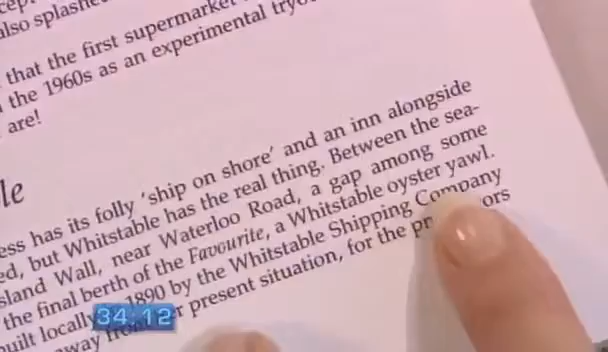 also splashe
that the first supermarket
the 1960s as an experimental tryo
are!
le
ess has its folly 'ship on shore' and an inn alongside
ed, but Whitstable has the real thing. Between the sea-
sland Wall, near Waterloo Road, a gap among some
the final berth of the Favourite, a Whitstable oyster yawl.
uilt locally 1890 by the Whitstable Shipping Company
away from r present situation, for the pr ors
34:12